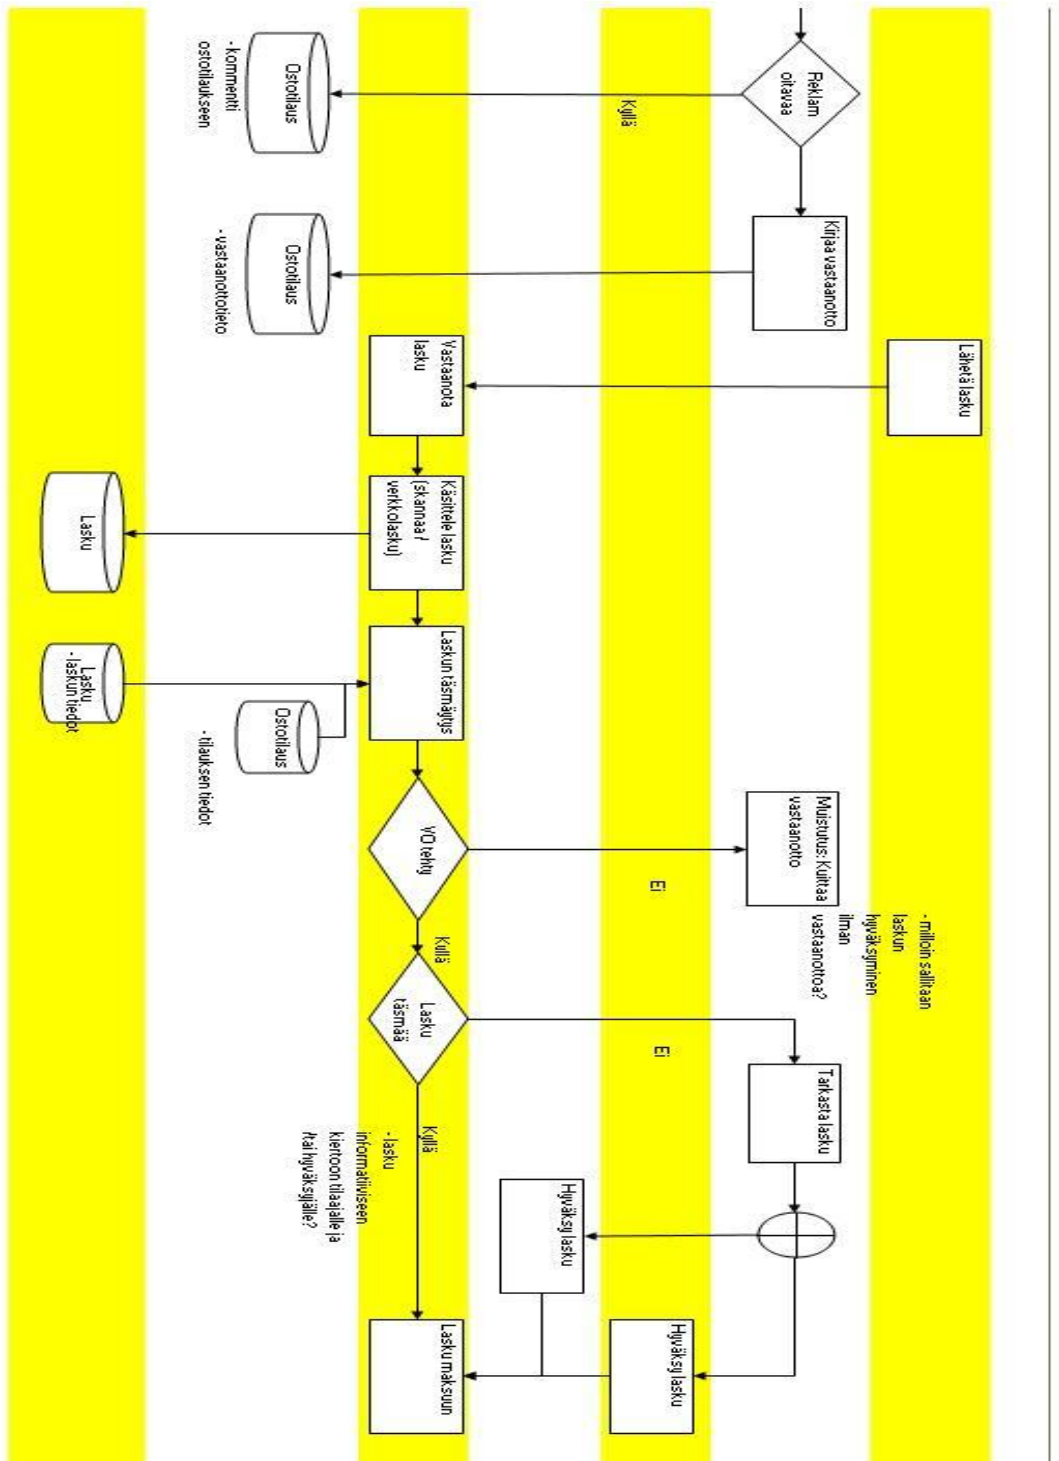 Reklam
oitavaa
Kyllä
Ostotilaus
- kommentti
ostotilaukseen
Kirjaa vastaanotto
Ostotilaus
- vastaanottotieto
Lähetä lasku
Vastaanota
lasku
Käsittele lasku
(skannaa /
verkkolasku)
Lasku
Laskun täsmäytys
Lasku
- laskun tiedot
Ostotilaus
- tilauksen tiedot
VO tehty
Ei
Muistutus: Kuittaa
vastaanotto
- milloin sallitaan
laskun
hyväksyminen
ilman
vastaanottoa?
Kyllä
Lasku
täsmää
Ei
Tarkasta lasku
Kyllä
- lasku
informatiiviseen
kiertoon tilaajalle ja
/tai hyväksyjälle?
Hyväksy lasku
Hyväksy lasku
Lasku maksuun